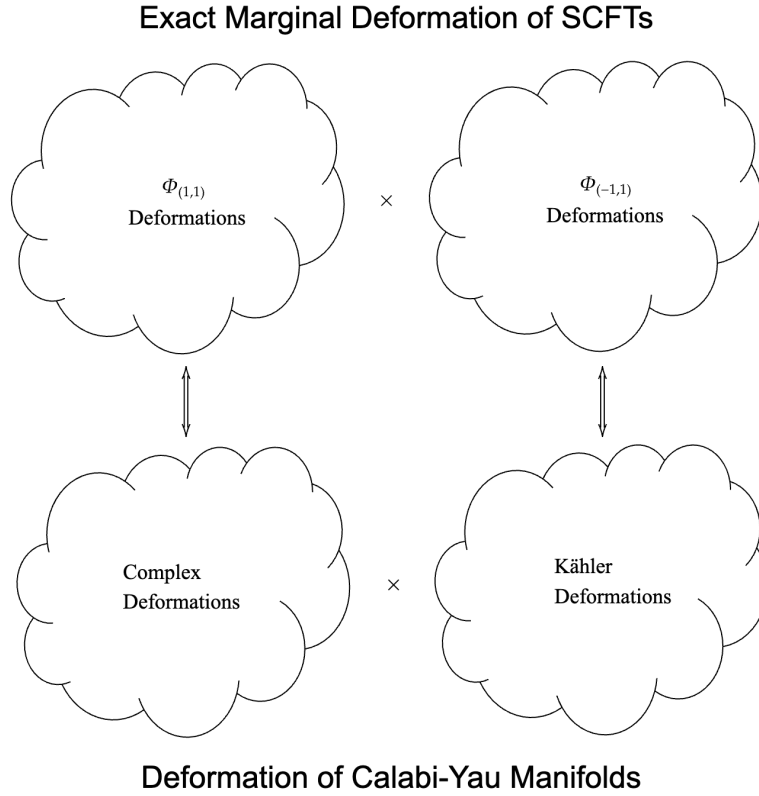 Exact Marginal Deformation of SCFTs
Φ(1,1)
Deformations
×
Φ(−1,1)
Deformations
Complex
Deformations
×
Kähler
Deformations
Deformation of Calabi-Yau Manifolds